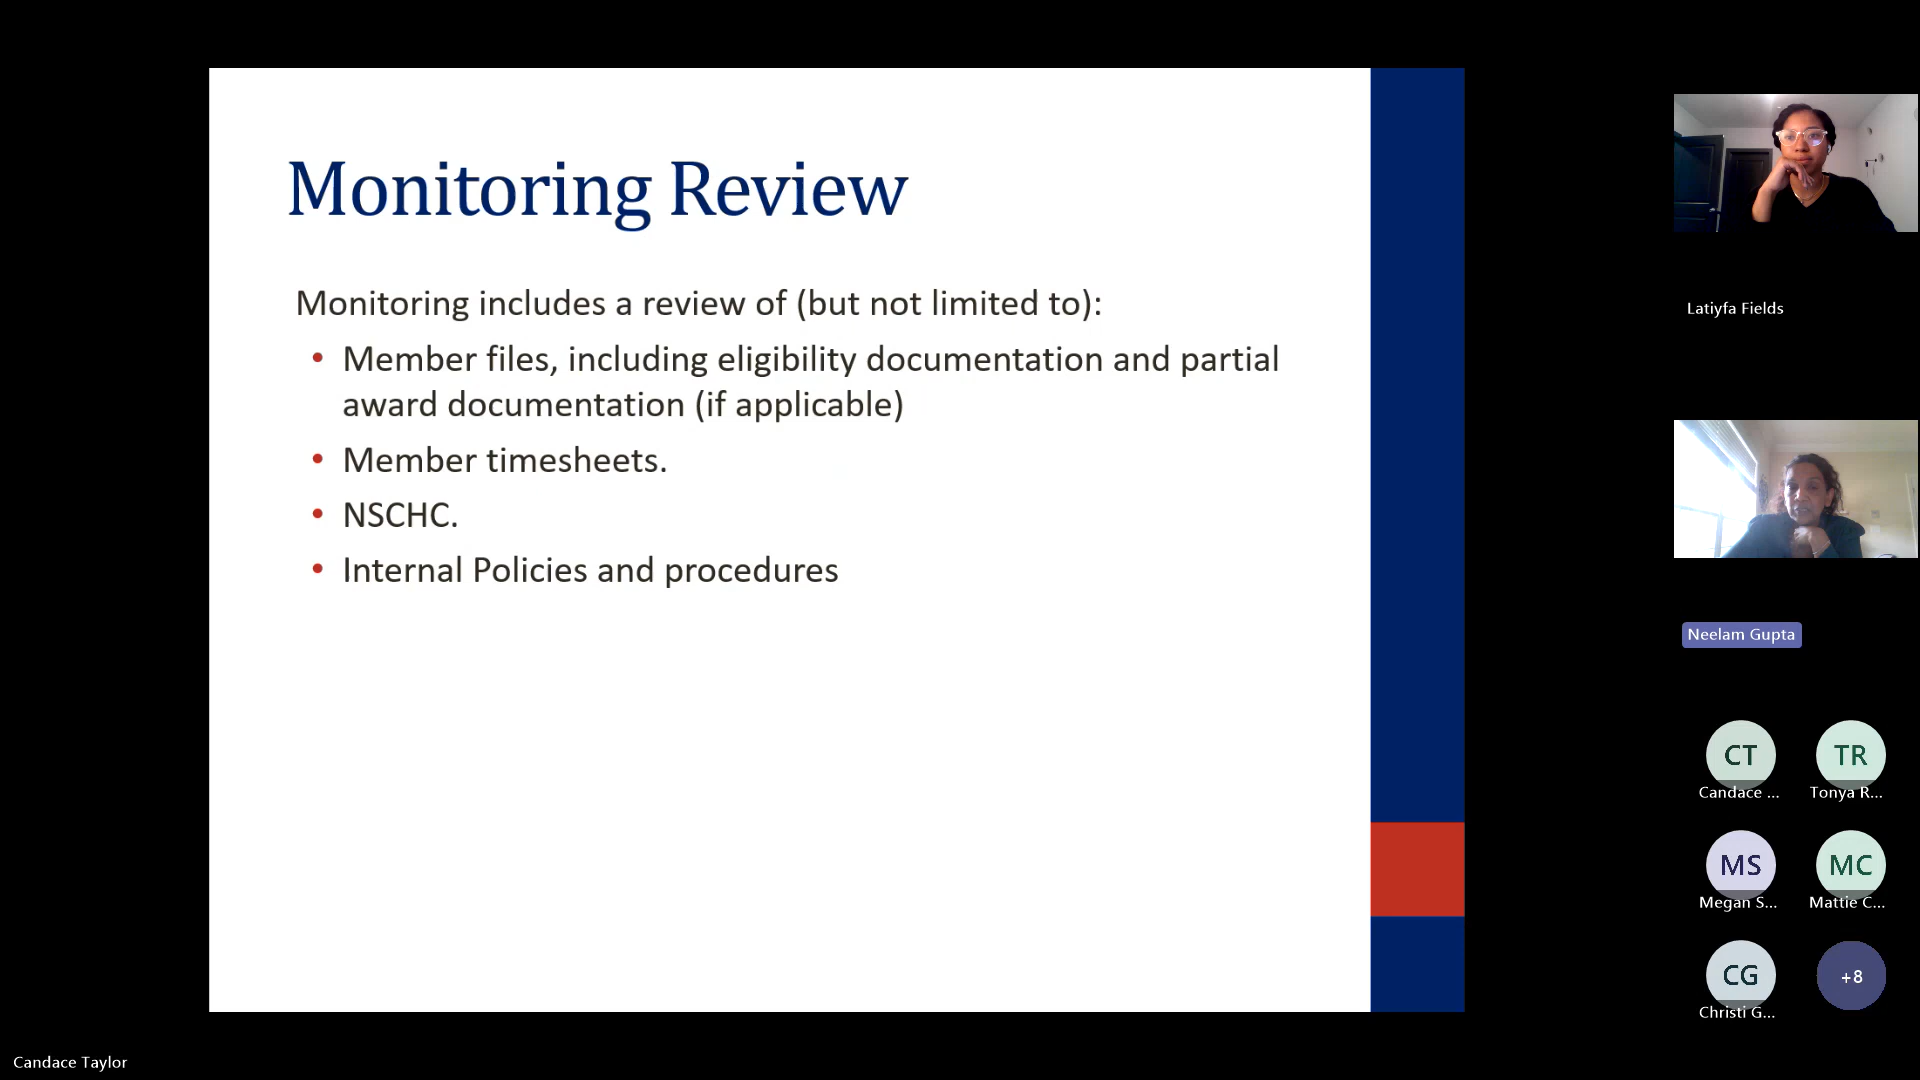 Monitoring Review
Monitoring includes a review of (but not limited to):
• Member files, including eligibility documentation and partial
award documentation (if applicable)
• Member timesheets.
• NSCHC.
• Internal Policies and procedures
Latiyfa Fields
Neelam Gupta
CT
TR
Candace ...
Tonya R...
MS
MC
Megan S...
Mattie C...
CG
+8
Christi G...
Candace Taylor